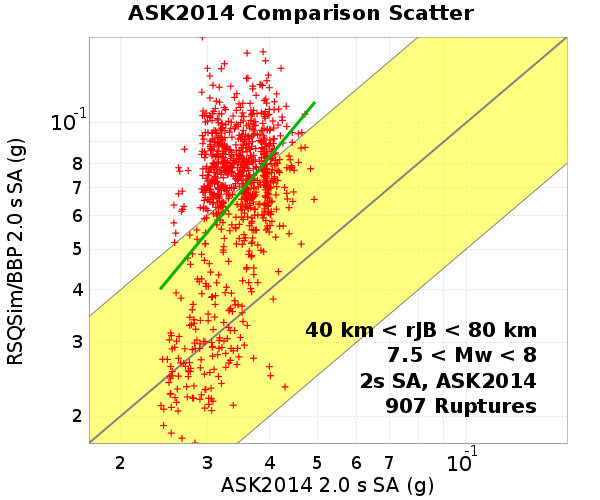 ASK2014 Comparison Scatter
RSQSim/BBP 2.0 s SA (g)
10-1
8
7
6
5
4
3
2
40 km < rJB < 80 km
7.5 < Mw < 8
2s SA, ASK2014
907 Ruptures
2 3 4 5 6 7 10-1
ASK2014 2.0 s SA (g)